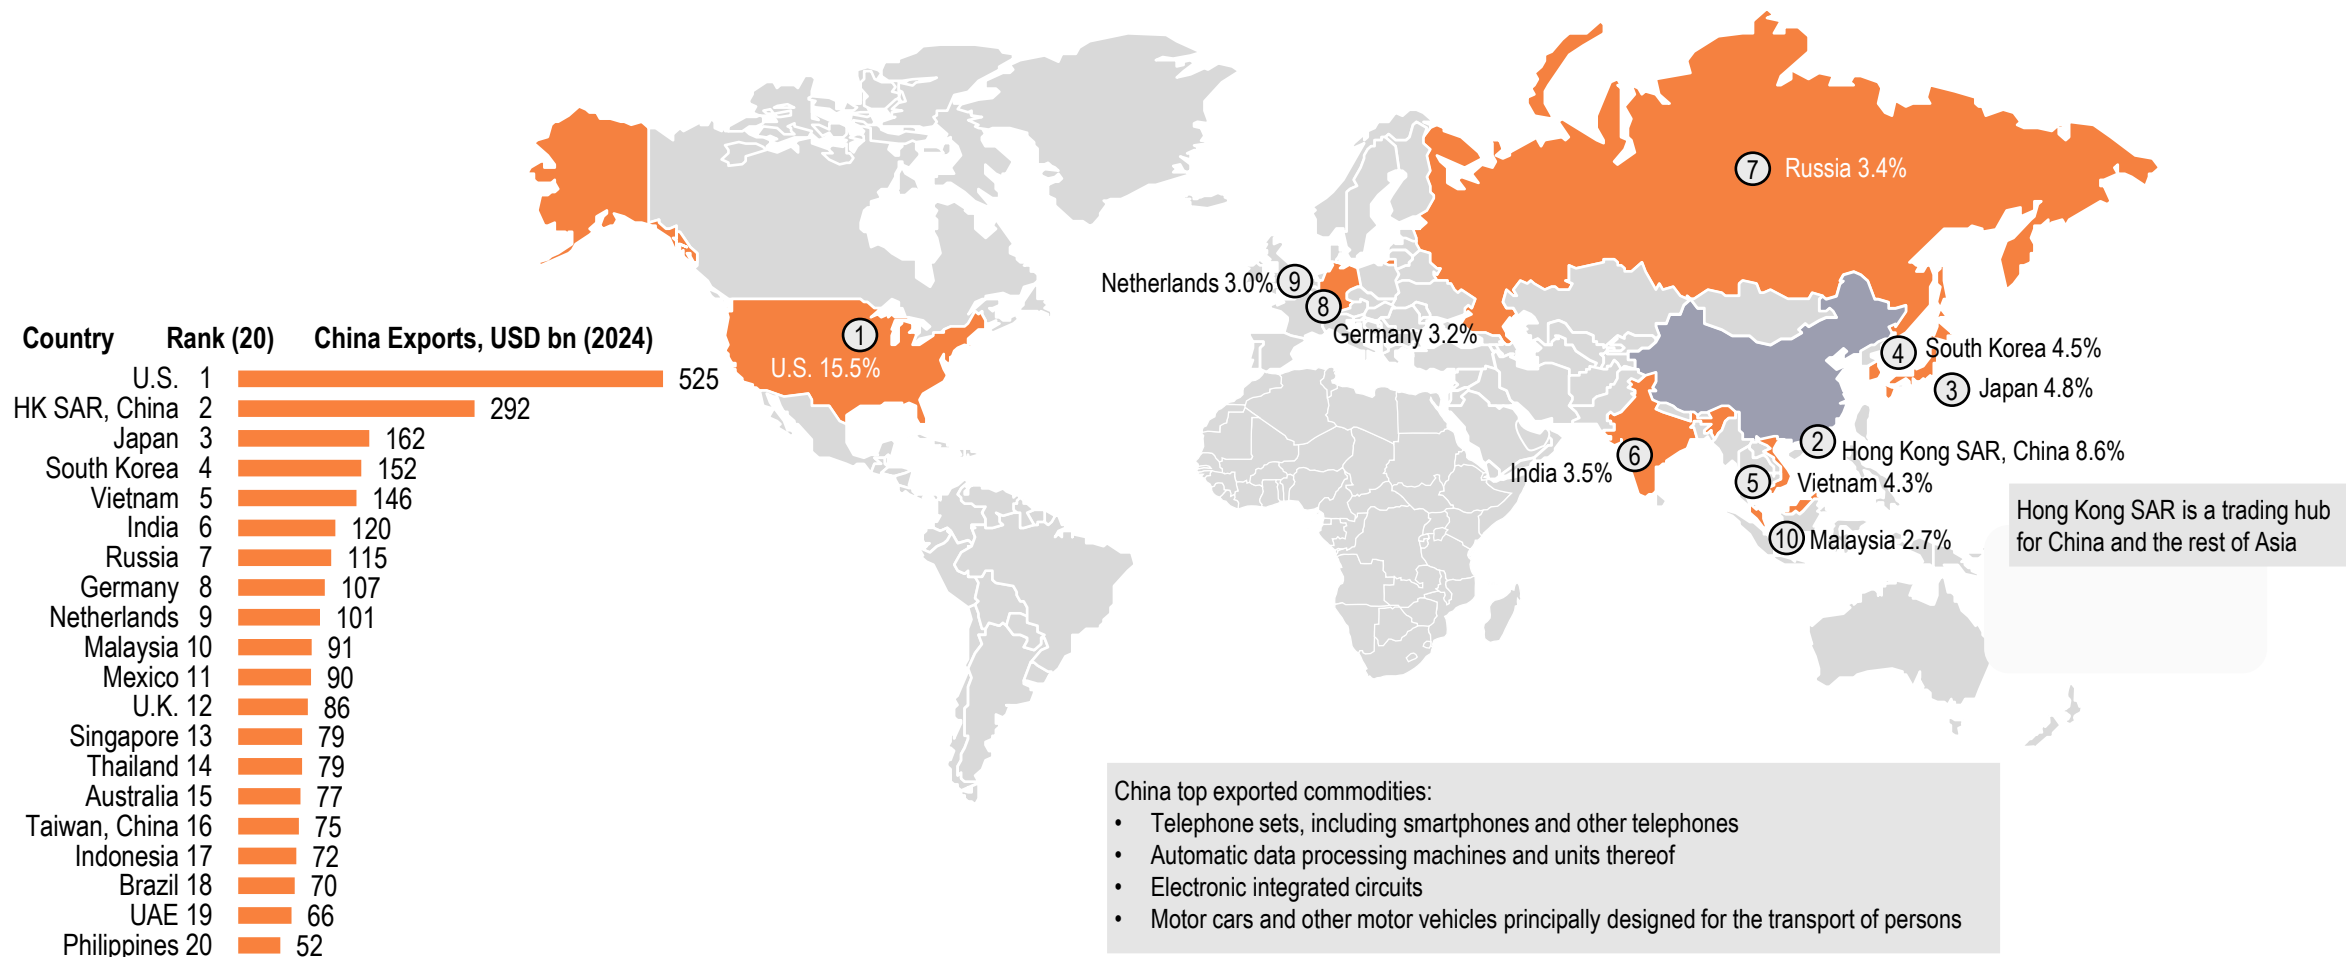 Country Rank (20) China Exports, USD bn (2024)
U.S. 1 525
HK SAR, China 2 292
Japan 3 162
South Korea 4 152
Vietnam 5 146
India 6 120
Russia 7 115
Germany 8 107
Netherlands 9 101
Malaysia 10 91
Mexico 11 90
U.K. 12 86
Singapore 13 79
Thailand 14 79
Australia 15 77
Taiwan, China 16 75
Indonesia 17 72
Brazil 18 70
UAE 19 66
Philippines 20 52
1
U.S. 15.5%
7 Russia 3.4%
Netherlands 3.0% 9
8
Germany 3.2%
4 South Korea 4.5%
3 Japan 4.8%
2 Hong Kong SAR, China 8.6%
India 3.5% 6
5 Vietnam 4.3%
10 Malaysia 2.7%
Hong Kong SAR is a trading hub
for China and the rest of Asia
China top exported commodities:
• Telephone sets, including smartphones and other telephones
• Automatic data processing machines and units thereof
• Electronic integrated circuits
• Motor cars and other motor vehicles principally designed for the transport of persons